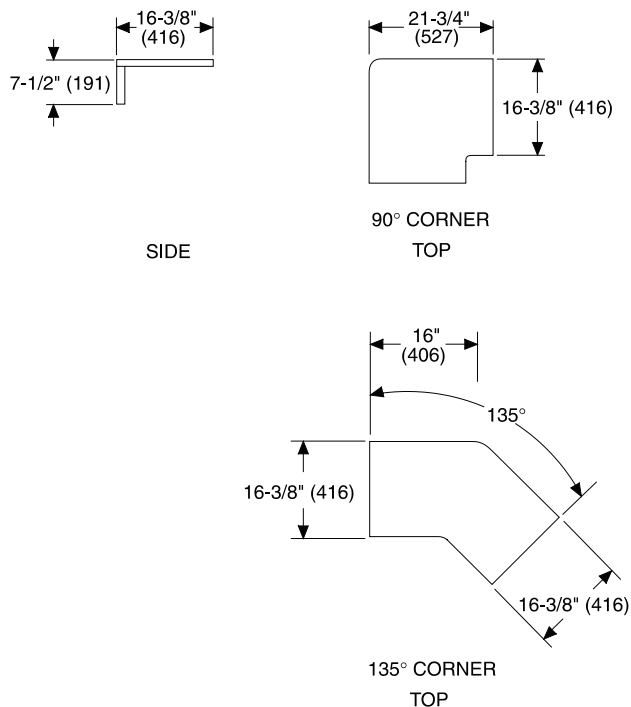 16-3/8"
(416)
7-1/2" (191)
SIDE
21-3/4"
(527)
16-3/8" (416)
90° CORNER
TOP
16"
(406)
135°
16-3/8" (416)
16-3/8" (416)
135° CORNER
TOP